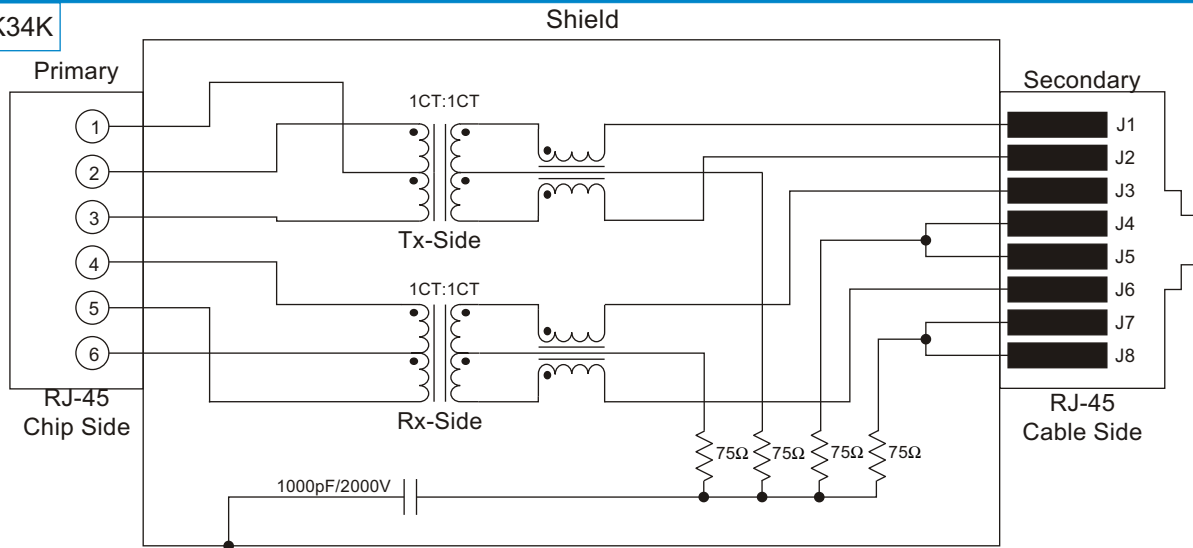 Shield
K34K
Primary
Secondary
1
2
3
4
5
6
RJ-45
Chip Side
1CT:1CT
Tx-Side
1CT:1CT
Rx-Side
J1
J2
J3
J4
J5
J6
J7
J8
RJ-45
Cable Side
75Ω
75Ω
75Ω
75Ω
1000pF/2000V